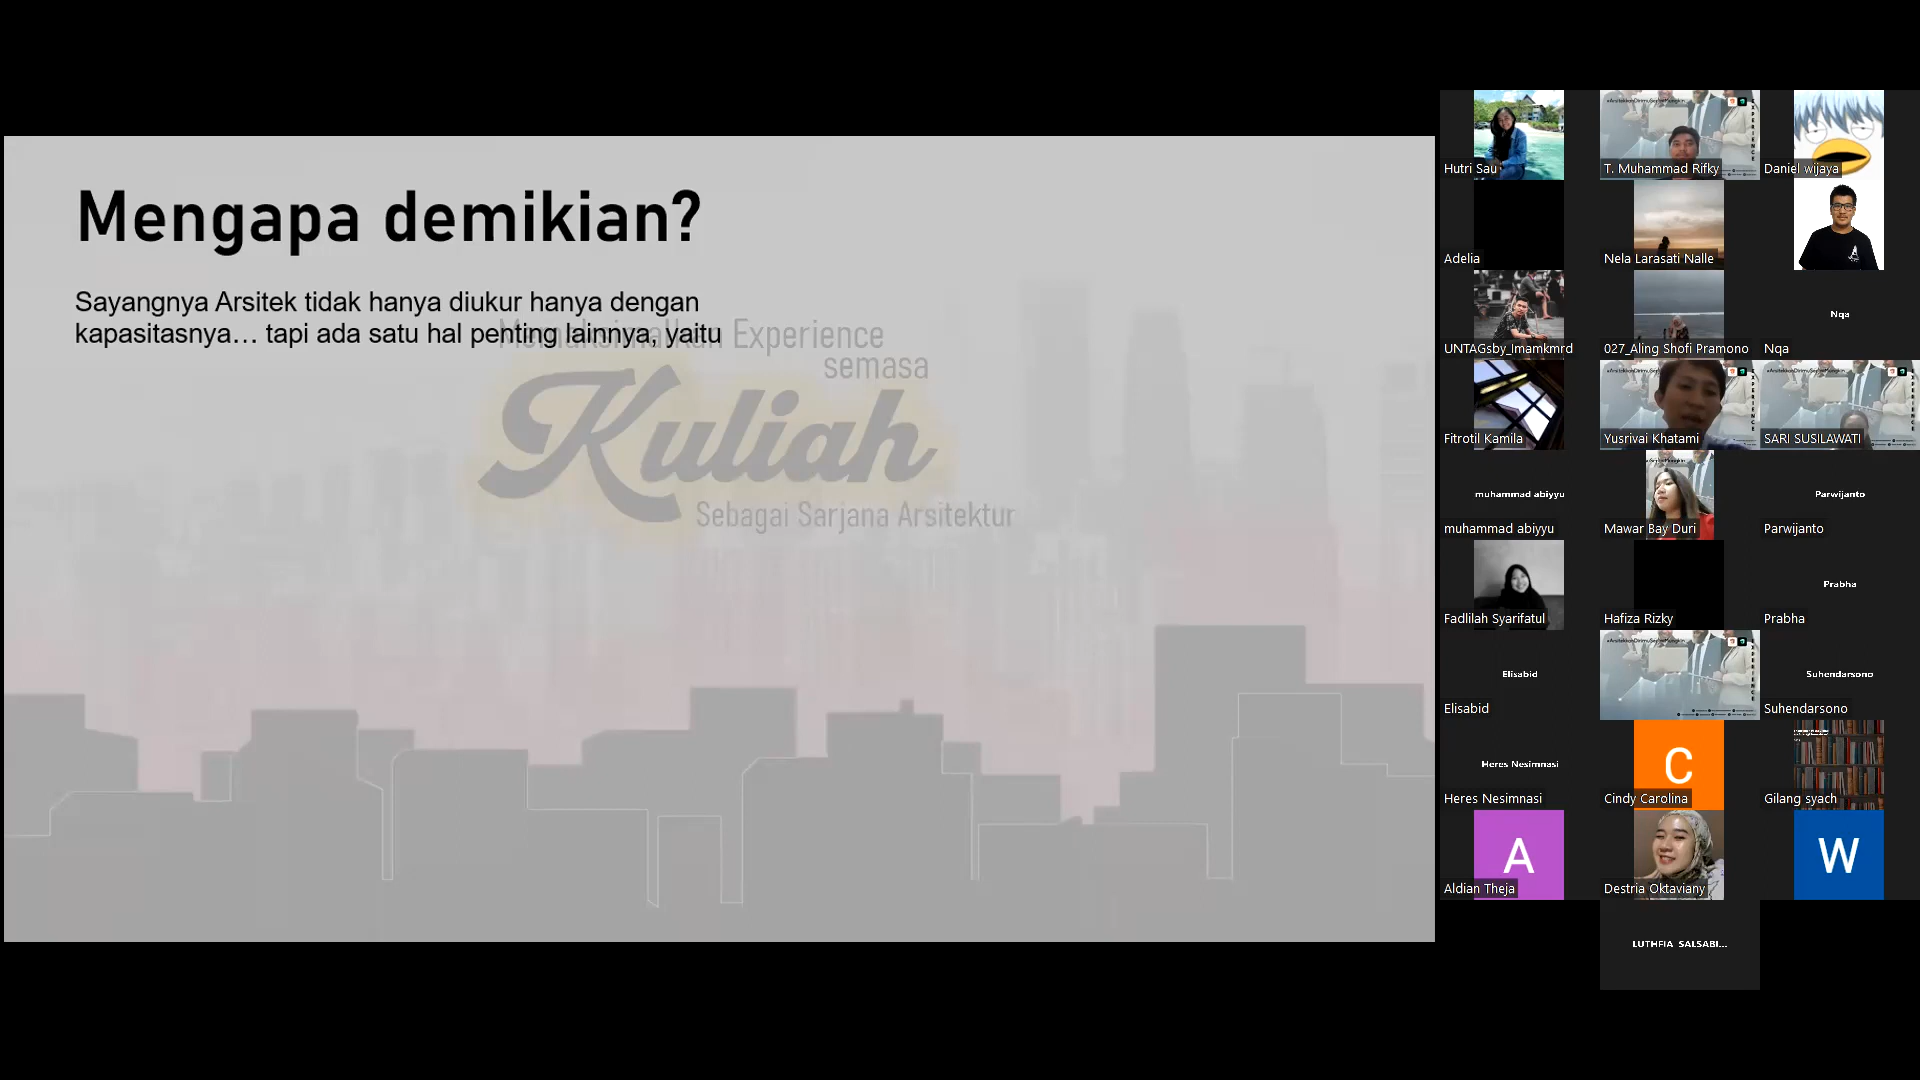 Mengapa demikian?
Sayangnya Arsitek tidak hanya diukur hanya dengan
kapasitasnya… tapi ada satu hal penting lainnya, yaitu
Memaksimalkan Experience
semasa
Kuliah
Sebagai Sarjana Arsitektur
Hutri Sau
T. Muhammad Rifky
Daniel wijaya
Adelia
Nela Larasati Nalle
UNTAGsby_Imamkmrd
027_Aling Shofi Pramono
Nqa
Nqa
Fitrotil Kamila
#ArsitekkanDirimuSejakMungkin
EXPERIENCE
Yusrivai Khatami
SARI SUSILAWATI
muhammad abiyyu
muhammad abiyyu
Mawar Bay Duri
Parwijanto
Parwijanto
Fadlilah Syarifatul
Hafiza Rizky
Prabha
Prabha
Elisabid
Elisabid
EXPERIENCE
Suhendarsono
Suhendarsono
Heres Nesimnasi
Heres Nesimnasi
C
Cindy Carolina
Gilang syach
A
Aldian Theja
Destria Oktaviany
W
LUTHFIA SALSABI...